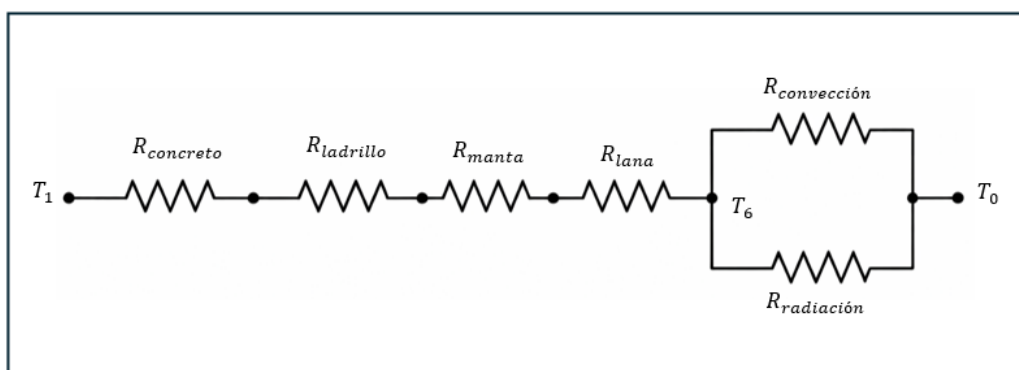 R_concreto
R_ladrillo
R_manta
R_lana
R_convección
T_1
T_6
T_0
R_radiación